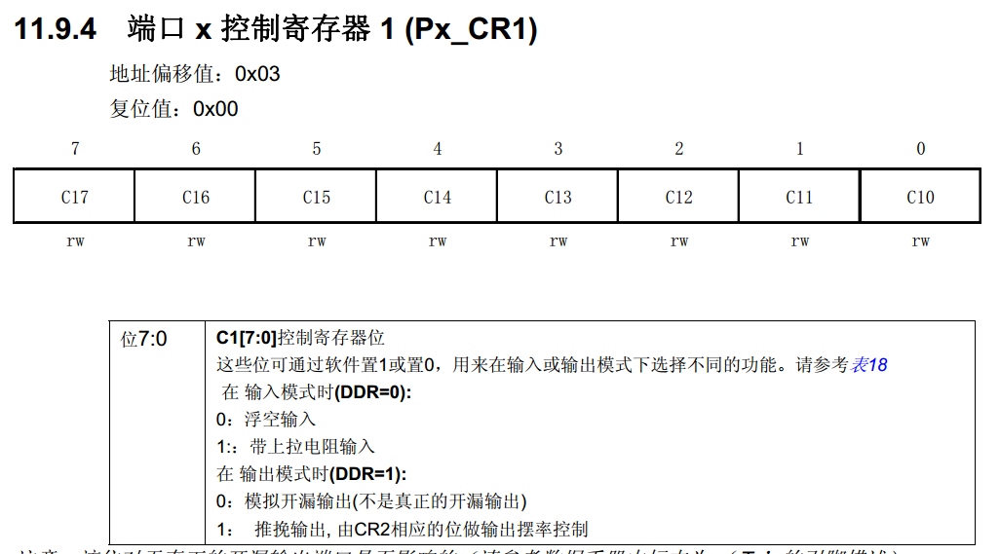 11.9.4 端口 x 控制寄存器 1 (Px_CR1)
地址偏移值：0x03
复位值：0x00
7 6 5 4 3 2 1 0
C17 C16 C15 C14 C13 C12 C11 C10
rw rw rw rw rw rw rw rw
位7:0 C1[7:0]控制寄存器位
这些位可通过软件置1或置0，用来在输入或输出模式下选择不同的功能。请参考表18
在 输入模式时(DDR=0):
0：浮空输入
1:：带上拉电阻输入
在 输出模式时(DDR=1):
0：模拟开漏输出(不是真正的开漏输出)
1： 推挽输出, 由CR2相应的位做输出摆率控制